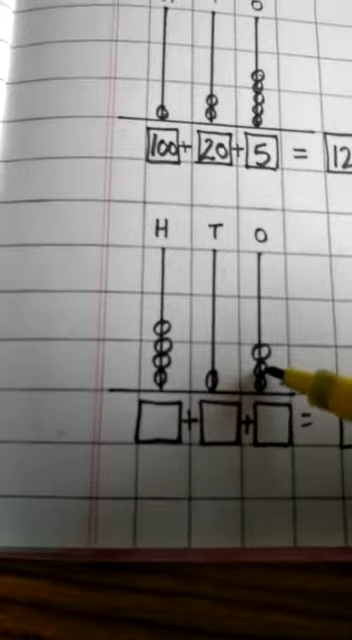 O
100 + 20 + 5 = 12
H T O
+ + =